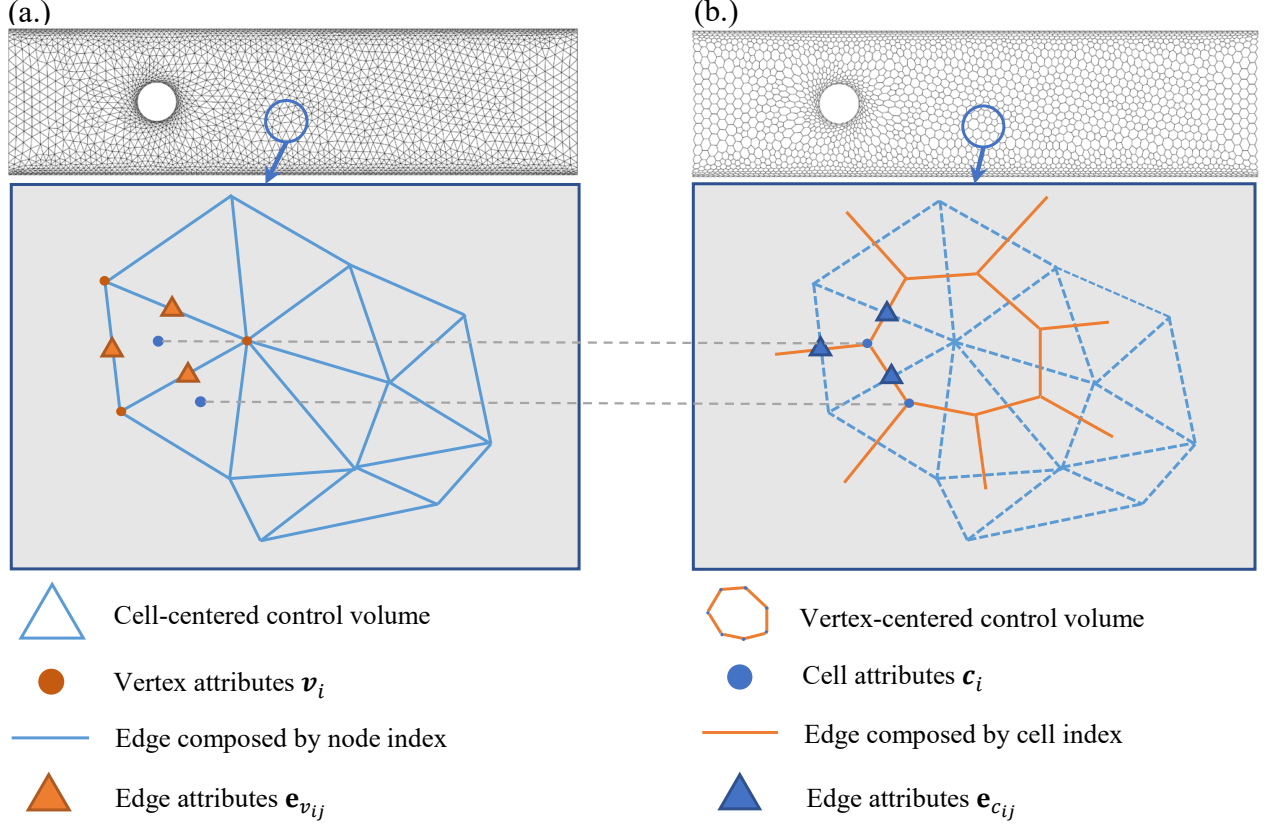 (a.)
(b.)
Cell-centered control volume
Vertex attributes 𝒗ᵢ
Edge composed by node index
Edge attributes 𝐞_{v_{ij}}
Vertex-centered control volume
Cell attributes 𝒄ᵢ
Edge composed by cell index
Edge attributes 𝐞_{c_{ij}}